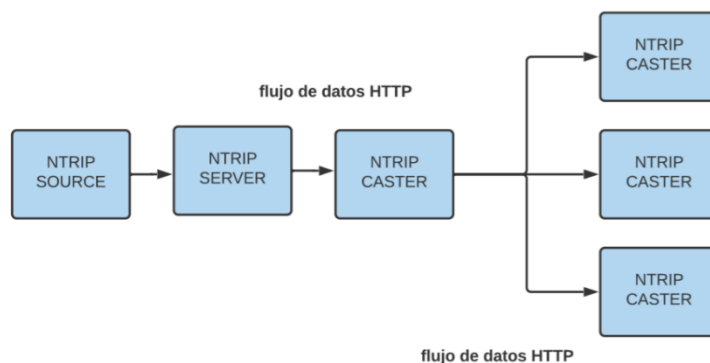 flujo de datos HTTP
NTRIP
SOURCE
NTRIP
SERVER
NTRIP
CASTER
NTRIP
CASTER
NTRIP
CASTER
NTRIP
CASTER
flujo de datos HTTP